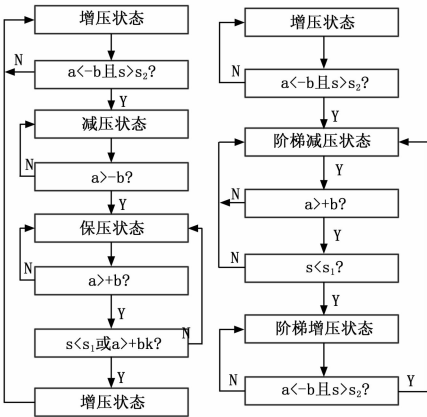 增压状态
N
a<-b且s>s₂?
Y
减压状态
N
a>-b?
Y
保压状态
N
a>+b?
Y
N
s<s₁或a>+bk?
Y
增压状态
增压状态
N
a<-b且s>s₂?
Y
阶梯减压状态
Y
N
a>+b?
Y
N
s<s₁?
Y
阶梯增压状态
N
a<-b且s>s₂?
Y